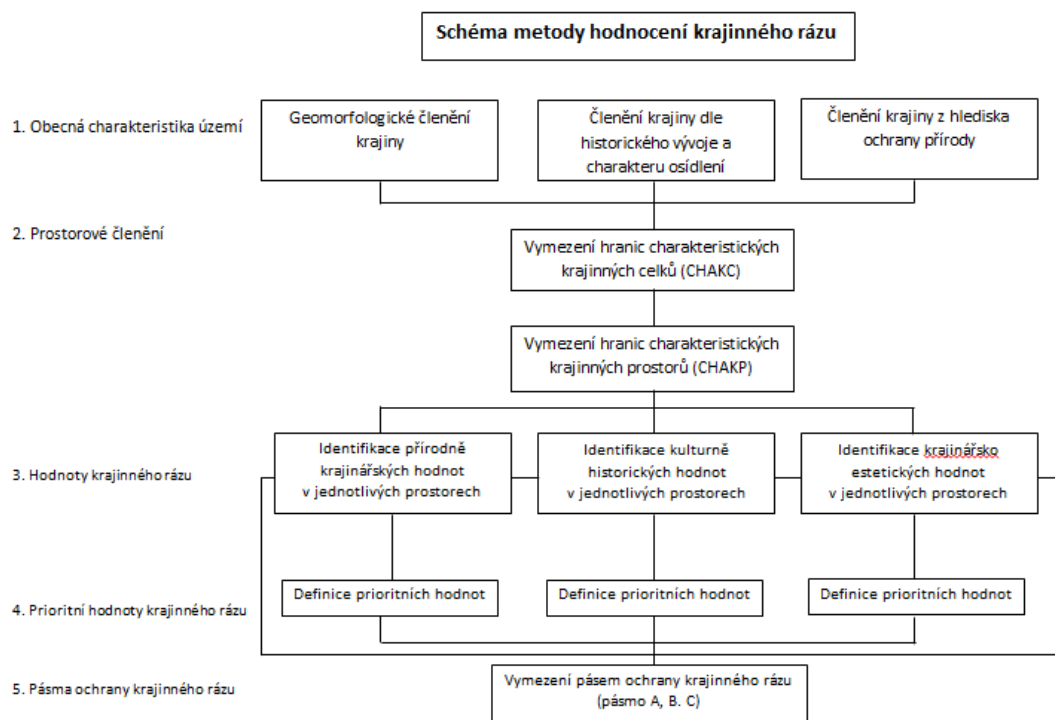 Schéma metody hodnocení krajinného rázu
1. Obecná charakteristika území
Geomorfologické členění
krajiny
Členění krajiny dle
historického vývoje a
charakteru osídlení
Členění krajiny z hlediska
ochrany přírody
2. Prostorové členění
Vymezení hranic charakteristických
krajinných celků (CHAKC)
Vymezení hranic charakteristických
krajinných prostorů (CHAKP)
3. Hodnoty krajinného rázu
Identifikace přírodně
krajinářských hodnot
v jednotlivých prostorech
Identifikace kulturně
historických hodnot
v jednotlivých prostorech
Identifikace krajinářsko
estetických hodnot
v jednotlivých prostorech
4. Prioritní hodnoty krajinného rázu
Definice prioritních hodnot
Definice prioritních hodnot
Definice prioritních hodnot
5. Pásma ochrany krajinného rázu
Vymezení pásem ochrany krajinného rázu
(pásmo A, B. C)